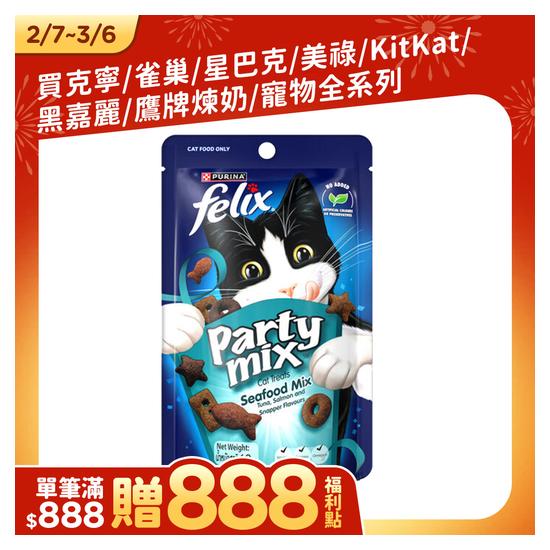 2/7~3/6
買克寧/雀巢/星巴克/美祿/KitKat/
黑嘉麗/鷹牌煉奶/寵物全系列
CAT FOOD ONLY
PURINA
felix
NO ADDED
ARTIFICIAL COLOURS
OR PRESERVATIVES
Party
mix
Cat Treats
Seafood Mix
Tuna, Salmon and
Snapper Flavours
Net Weight:
單筆滿
$888
贈888
福利點